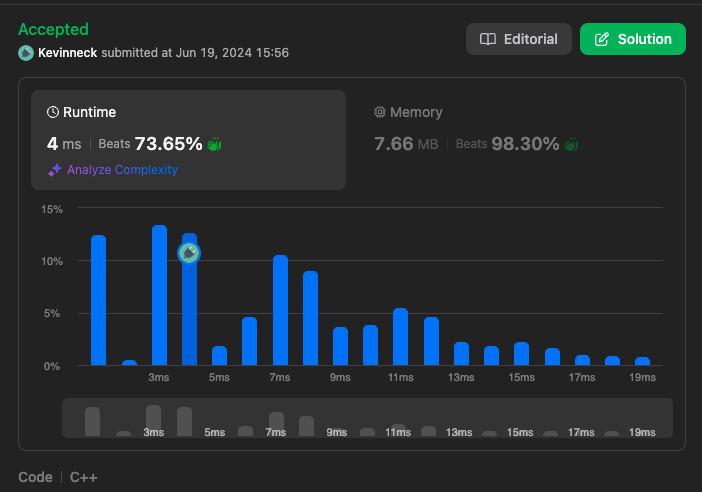 Accepted
Kevinneck submitted at Jun 19, 2024 15:56
Editorial
Solution
Runtime
4 ms | Beats 73.65%
Analyze Complexity
Memory
7.66 MB | Beats 98.30%
15%
10%
5%
0%
3ms 5ms 7ms 9ms 11ms 13ms 15ms 17ms 19ms
3ms 5ms 7ms 9ms 11ms 13ms 15ms 17ms 19ms
Code | C++